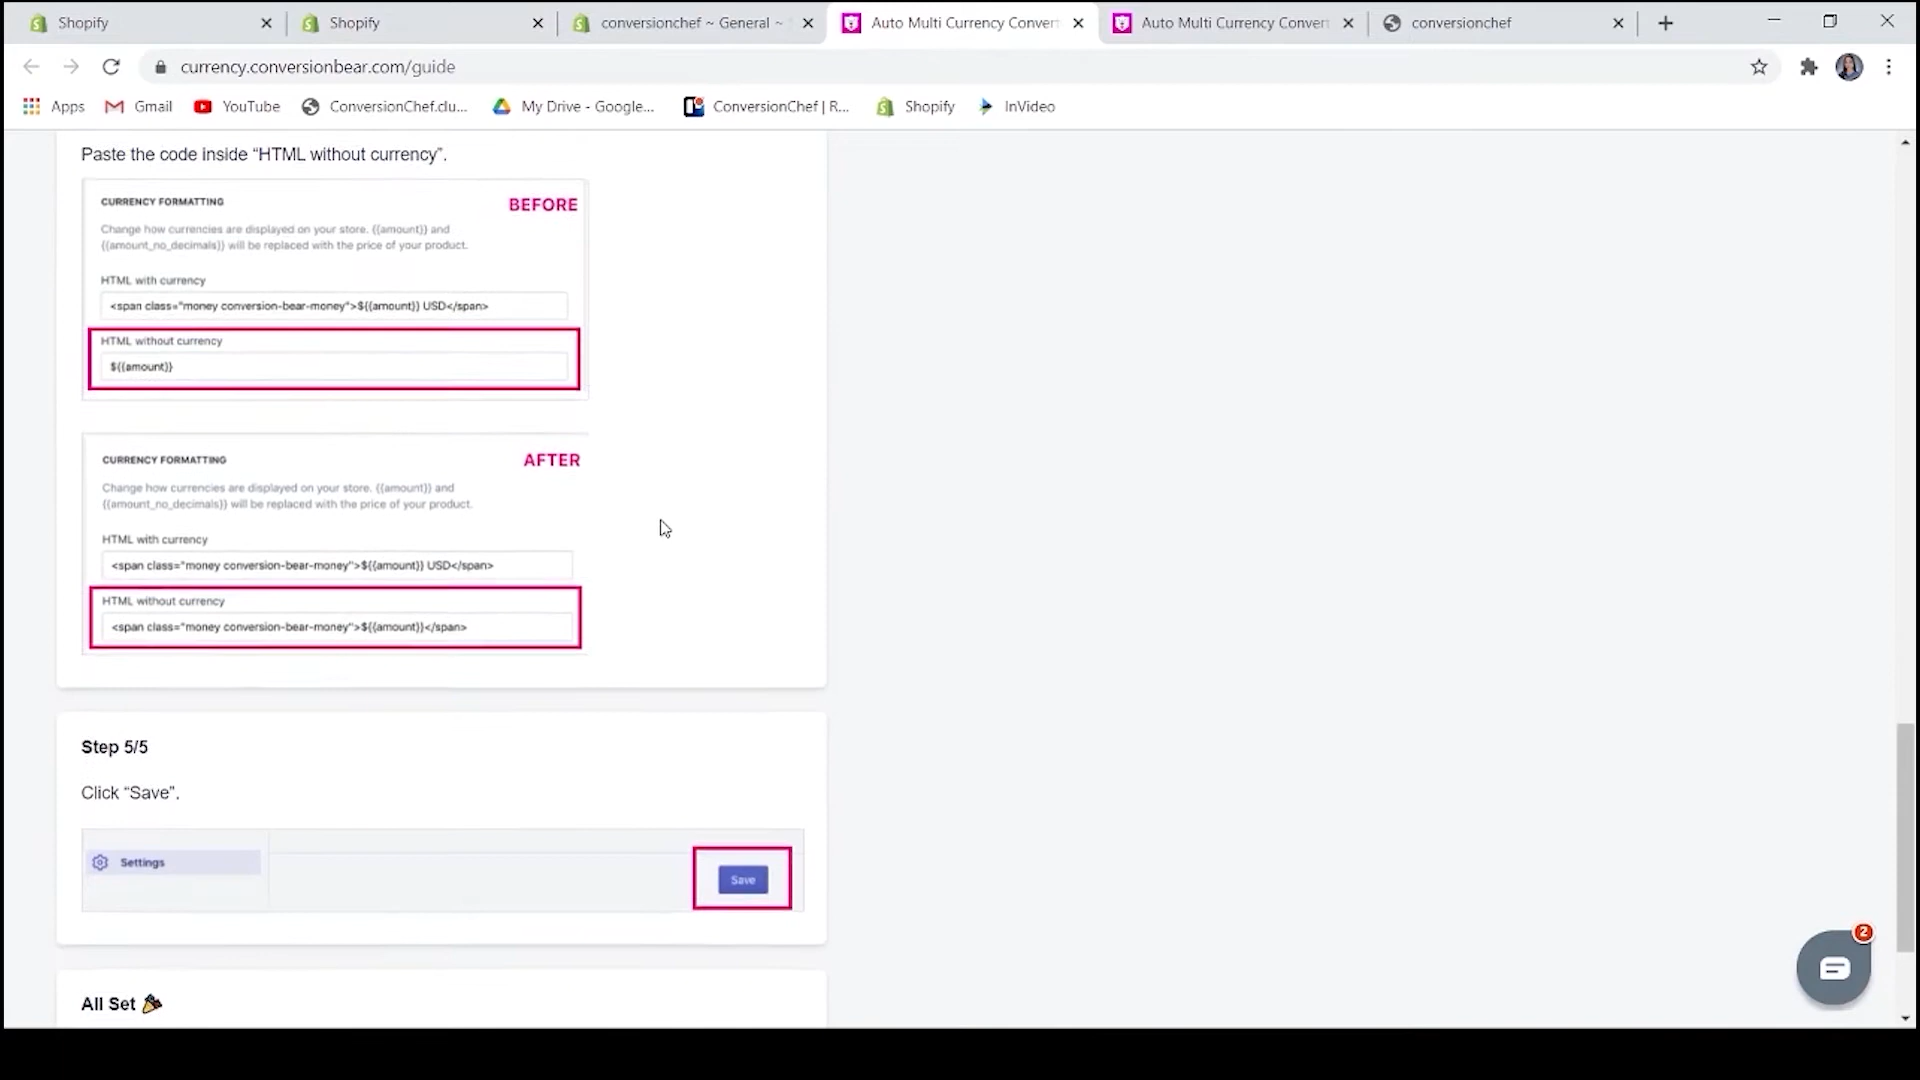 Shopify
Shopify
conversionchef ~ General ~
Auto Multi Currency Convert
Auto Multi Currency Convert
conversionchef
currency.conversionbear.com/guide
Apps
Gmail
YouTube
ConversionChef.clu...
My Drive - Google...
ConversionChef | R...
Shopify
InVideo
Paste the code inside “HTML without currency”.
CURRENCY FORMATTING
BEFORE
Change how currencies are displayed on your store. {{amount}} and
{{amount_no_decimals}} will be replaced with the price of your product.
HTML with currency
<span class="money conversion-bear-money">${{amount}} USD</span>
HTML without currency
${{amount}}
CURRENCY FORMATTING
AFTER
Change how currencies are displayed on your store. {{amount}} and
{{amount_no_decimals}} will be replaced with the price of your product.
HTML with currency
<span class="money conversion-bear-money">${{amount}} USD</span>
HTML without currency
<span class="money conversion-bear-money">${{amount}}</span>
Step 5/5
Click “Save”.
Settings
Save
2
All Set